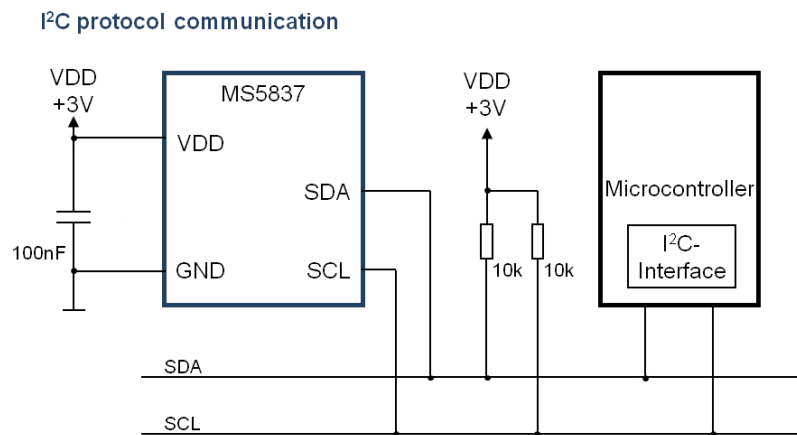 I²C protocol communication
VDD
+3V
MS5837
VDD
SDA
100nF
GND
SCL
VDD
+3V
10k
10k
Microcontroller
I²C-
Interface
SDA
SCL